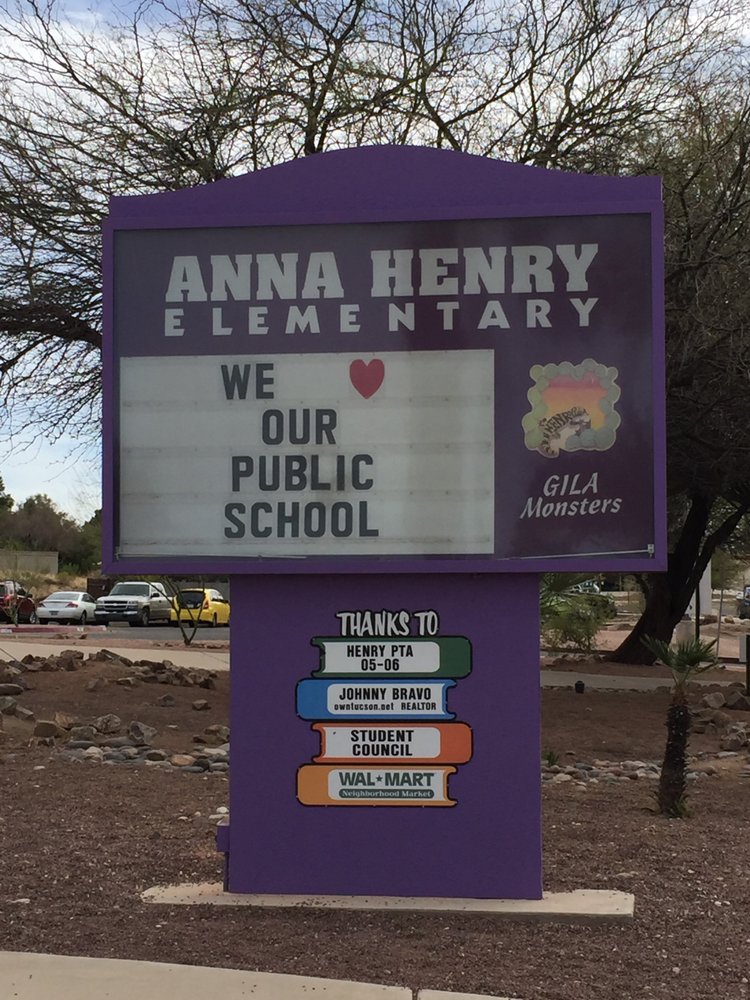 ANNA HENRY
ELEMENTARY
WE ❤
OUR
PUBLIC
SCHOOL
HENRY
GILA
Monsters
THANKS TO
HENRY PTA
05-06
JOHNNY BRAVO
owntucson.net REALTOR
STUDENT
COUNCIL
WAL★MART
Neighborhood Market